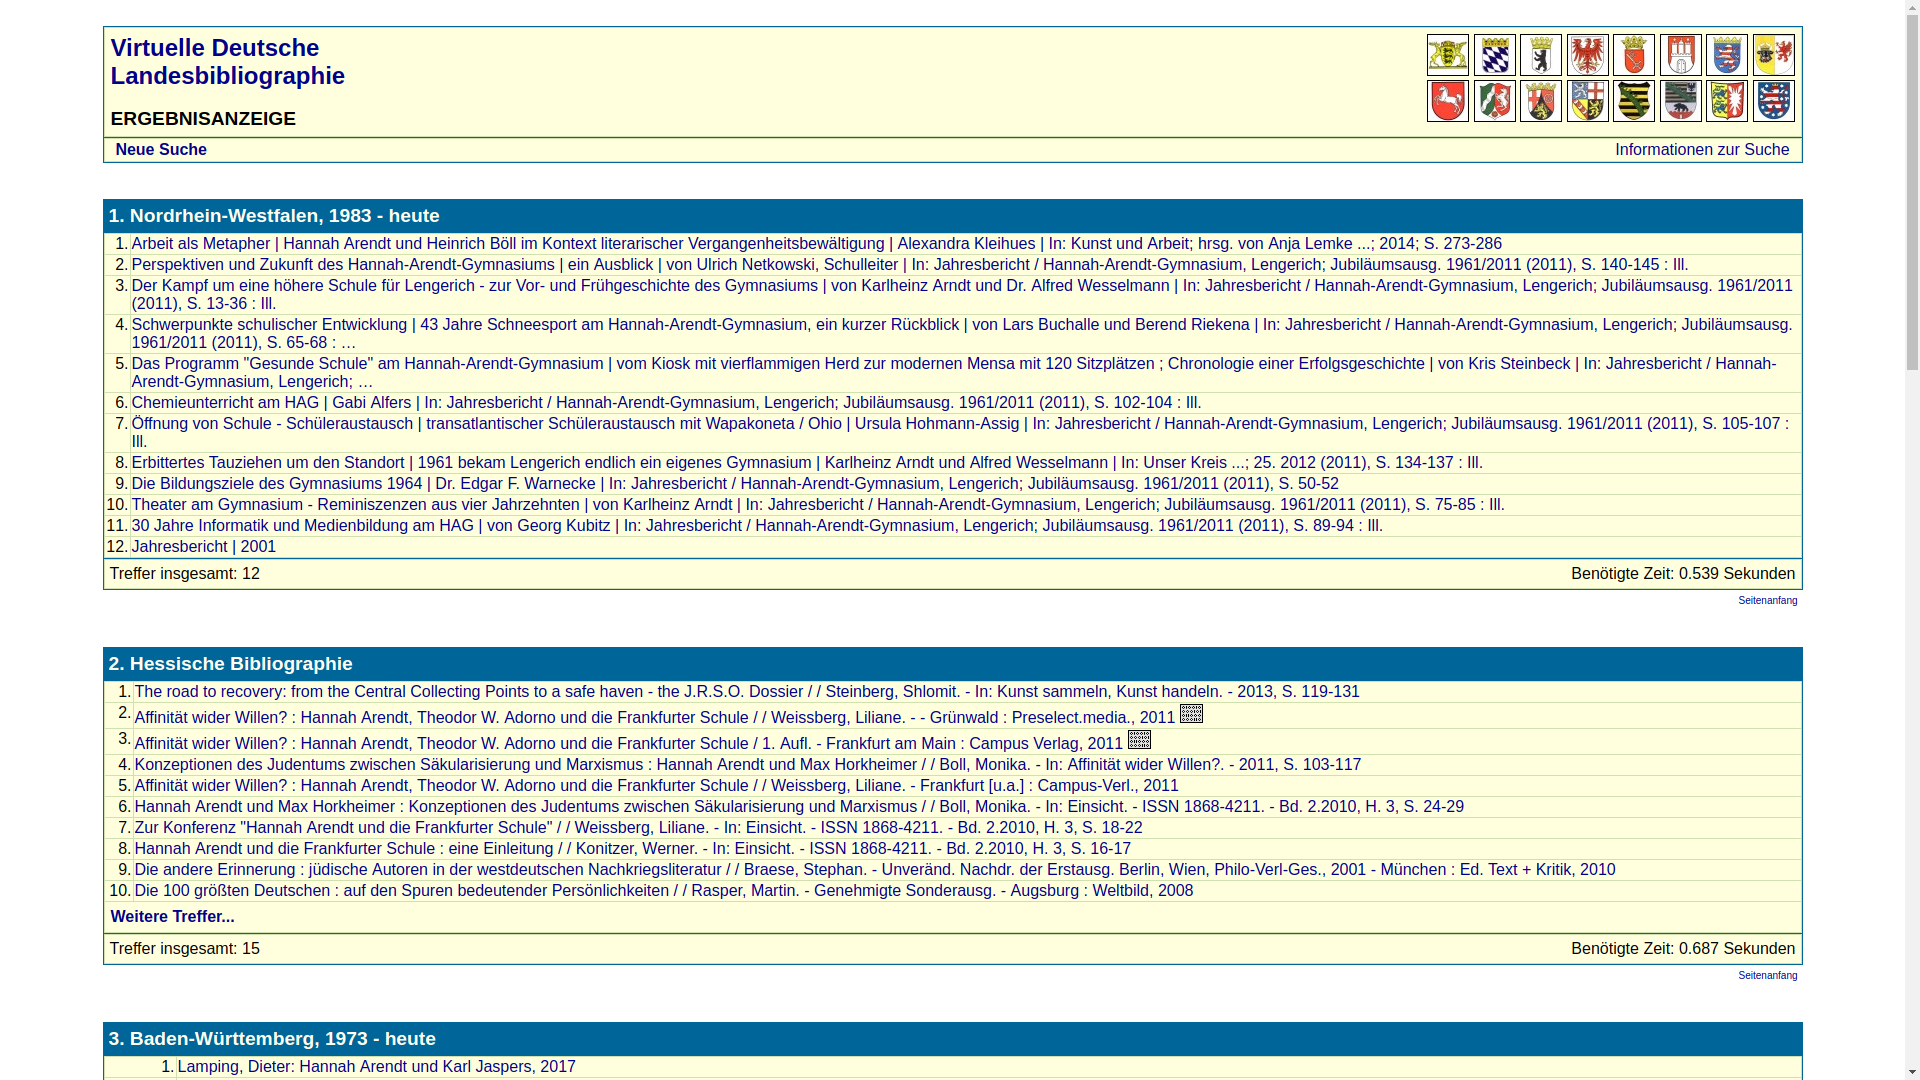 Virtuelle Deutsche
Landesbibliographie
ERGEBNISANZEIGE
Neue Suche
Informationen zur Suche
1. Nordrhein-Westfalen, 1983 - heute
1. Arbeit als Metapher | Hannah Arendt und Heinrich Böll im Kontext literarischer Vergangenheitsbewältigung | Alexandra Kleihues | In: Kunst und Arbeit; hrsg. von Anja Lemke ...; 2014; S. 273-286
2. Perspektiven und Zukunft des Hannah-Arendt-Gymnasiums | ein Ausblick | von Ulrich Netkowski, Schulleiter | In: Jahresbericht / Hannah-Arendt-Gymnasium, Lengerich; Jubiläumsausg. 1961/2011 (2011), S. 140-145 : Ill.
3. Der Kampf um eine höhere Schule für Lengerich - zur Vor- und Frühgeschichte des Gymnasiums | von Karlheinz Arndt und Dr. Alfred Wesselmann | In: Jahresbericht / Hannah-Arendt-Gymnasium, Lengerich; Jubiläumsausg. 1961/2011
(2011), S. 13-36 : Ill.
4. Schwerpunkte schulischer Entwicklung | 43 Jahre Schneesport am Hannah-Arendt-Gymnasium, ein kurzer Rückblick | von Lars Buchalle und Berend Riekena | In: Jahresbericht / Hannah-Arendt-Gymnasium, Lengerich; Jubiläumsausg.
1961/2011 (2011), S. 65-68 : …
5. Das Programm "Gesunde Schule" am Hannah-Arendt-Gymnasium | vom Kiosk mit vierflammigen Herd zur modernen Mensa mit 120 Sitzplätzen ; Chronologie einer Erfolgsgeschichte | von Kris Steinbeck | In: Jahresbericht / Hannah-
Arendt-Gymnasium, Lengerich; …
6. Chemieunterricht am HAG | Gabi Alfers | In: Jahresbericht / Hannah-Arendt-Gymnasium, Lengerich; Jubiläumsausg. 1961/2011 (2011), S. 102-104 : Ill.
7. Öffnung von Schule - Schüleraustausch | transatlantischer Schüleraustausch mit Wapakoneta / Ohio | Ursula Hohmann-Assig | In: Jahresbericht / Hannah-Arendt-Gymnasium, Lengerich; Jubiläumsausg. 1961/2011 (2011), S. 105-107 :
Ill.
8. Erbittertes Tauziehen um den Standort | 1961 bekam Lengerich endlich ein eigenes Gymnasium | Karlheinz Arndt und Alfred Wesselmann | In: Unser Kreis ...; 25. 2012 (2011), S. 134-137 : Ill.
9. Die Bildungsziele des Gymnasiums 1964 | Dr. Edgar F. Warnecke | In: Jahresbericht / Hannah-Arendt-Gymnasium, Lengerich; Jubiläumsausg. 1961/2011 (2011), S. 50-52
10. Theater am Gymnasium - Reminiszenzen aus vier Jahrzehnten | von Karlheinz Arndt | In: Jahresbericht / Hannah-Arendt-Gymnasium, Lengerich; Jubiläumsausg. 1961/2011 (2011), S. 75-85 : Ill.
11. 30 Jahre Informatik und Medienbildung am HAG | von Georg Kubitz | In: Jahresbericht / Hannah-Arendt-Gymnasium, Lengerich; Jubiläumsausg. 1961/2011 (2011), S. 89-94 : Ill.
12. Jahresbericht | 2001
Treffer insgesamt: 12
Benötigte Zeit: 0.539 Sekunden
Seitenanfang
2. Hessische Bibliographie
1. The road to recovery: from the Central Collecting Points to a safe haven - the J.R.S.O. Dossier / / Steinberg, Shlomit. - In: Kunst sammeln, Kunst handeln. - 2013, S. 119-131
2. Affinität wider Willen? : Hannah Arendt, Theodor W. Adorno und die Frankfurter Schule / / Weissberg, Liliane. - - Grünwald : Preselect.media., 2011
3. Affinität wider Willen? : Hannah Arendt, Theodor W. Adorno und die Frankfurter Schule / 1. Aufl. - Frankfurt am Main : Campus Verlag, 2011
4. Konzeptionen des Judentums zwischen Säkularisierung und Marxismus : Hannah Arendt und Max Horkheimer / / Boll, Monika. - In: Affinität wider Willen?. - 2011, S. 103-117
5. Affinität wider Willen? : Hannah Arendt, Theodor W. Adorno und die Frankfurter Schule / / Weissberg, Liliane. - Frankfurt [u.a.] : Campus-Verl., 2011
6. Hannah Arendt und Max Horkheimer : Konzeptionen des Judentums zwischen Säkularisierung und Marxismus / / Boll, Monika. - In: Einsicht. - ISSN 1868-4211. - Bd. 2.2010, H. 3, S. 24-29
7. Zur Konferenz "Hannah Arendt und die Frankfurter Schule" / / Weissberg, Liliane. - In: Einsicht. - ISSN 1868-4211. - Bd. 2.2010, H. 3, S. 18-22
8. Hannah Arendt und die Frankfurter Schule : eine Einleitung / / Konitzer, Werner. - In: Einsicht. - ISSN 1868-4211. - Bd. 2.2010, H. 3, S. 16-17
9. Die andere Erinnerung : jüdische Autoren in der westdeutschen Nachkriegsliteratur / / Braese, Stephan. - Unveränd. Nachdr. der Erstausg. Berlin, Wien, Philo-Verl-Ges., 2001 - München : Ed. Text + Kritik, 2010
10. Die 100 größten Deutschen : auf den Spuren bedeutender Persönlichkeiten / / Rasper, Martin. - Genehmigte Sonderausg. - Augsburg : Weltbild, 2008
Weitere Treffer...
Treffer insgesamt: 15
Benötigte Zeit: 0.687 Sekunden
Seitenanfang
3. Baden-Württemberg, 1973 - heute
1. Lamping, Dieter: Hannah Arendt und Karl Jaspers, 2017